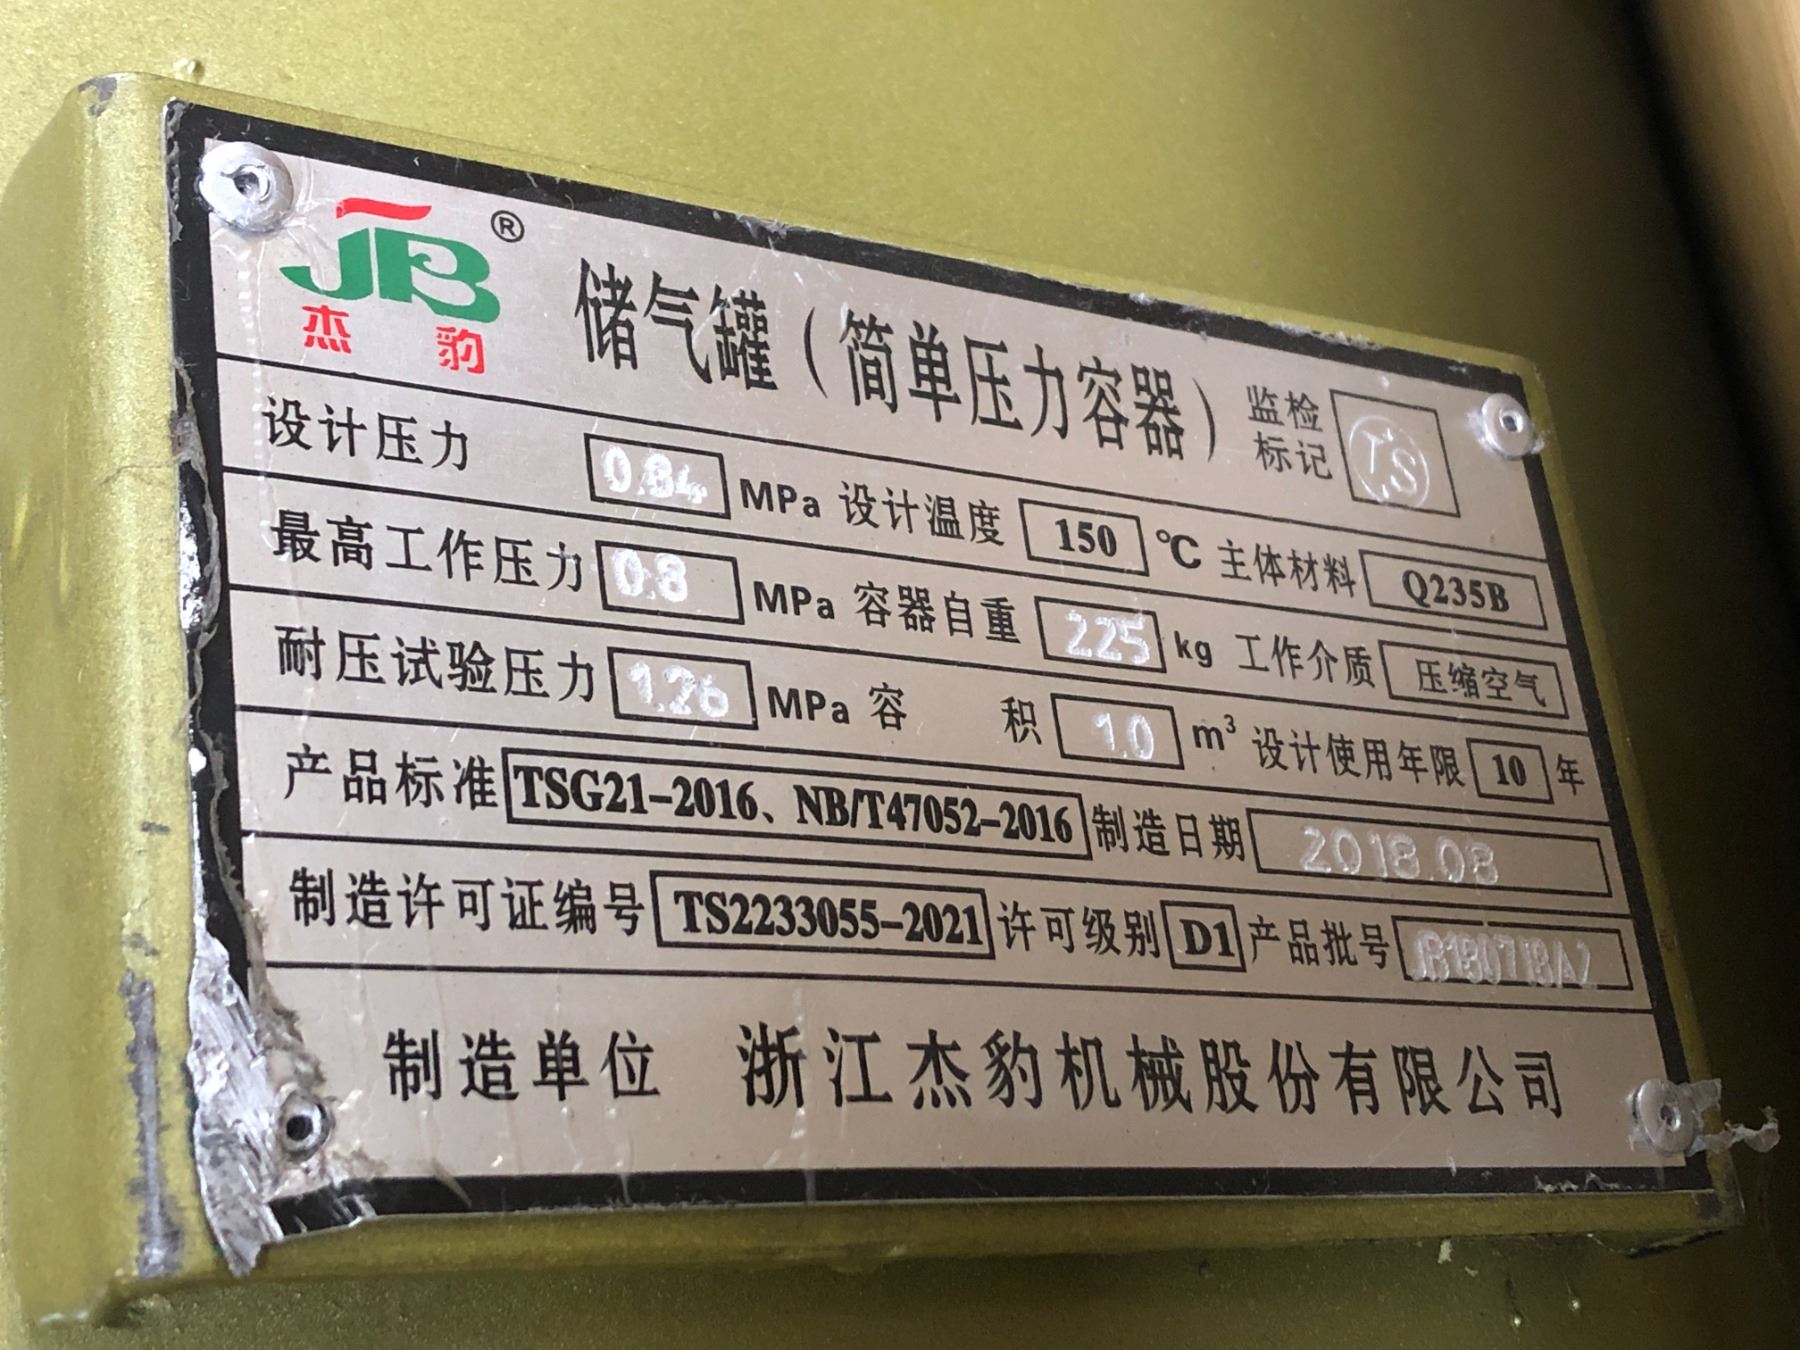 JB®
杰豹
储气罐（简单压力容器）
监检标记 TS
设计压力 0.84 MPa 设计温度 150 ℃ 主体材料 Q235B
最高工作压力 0.8 MPa 容器自重 225 kg 工作介质 压缩空气
耐压试验压力 1.26 MPa 容积 1.0 m³ 设计使用年限 10 年
产品标准 TSG21-2016、NB/T47052-2016 制造日期 2018.08
制造许可证编号 TS2233055-2021 许可级别 D1 产品批号
制造单位 浙江杰豹机械股份有限公司